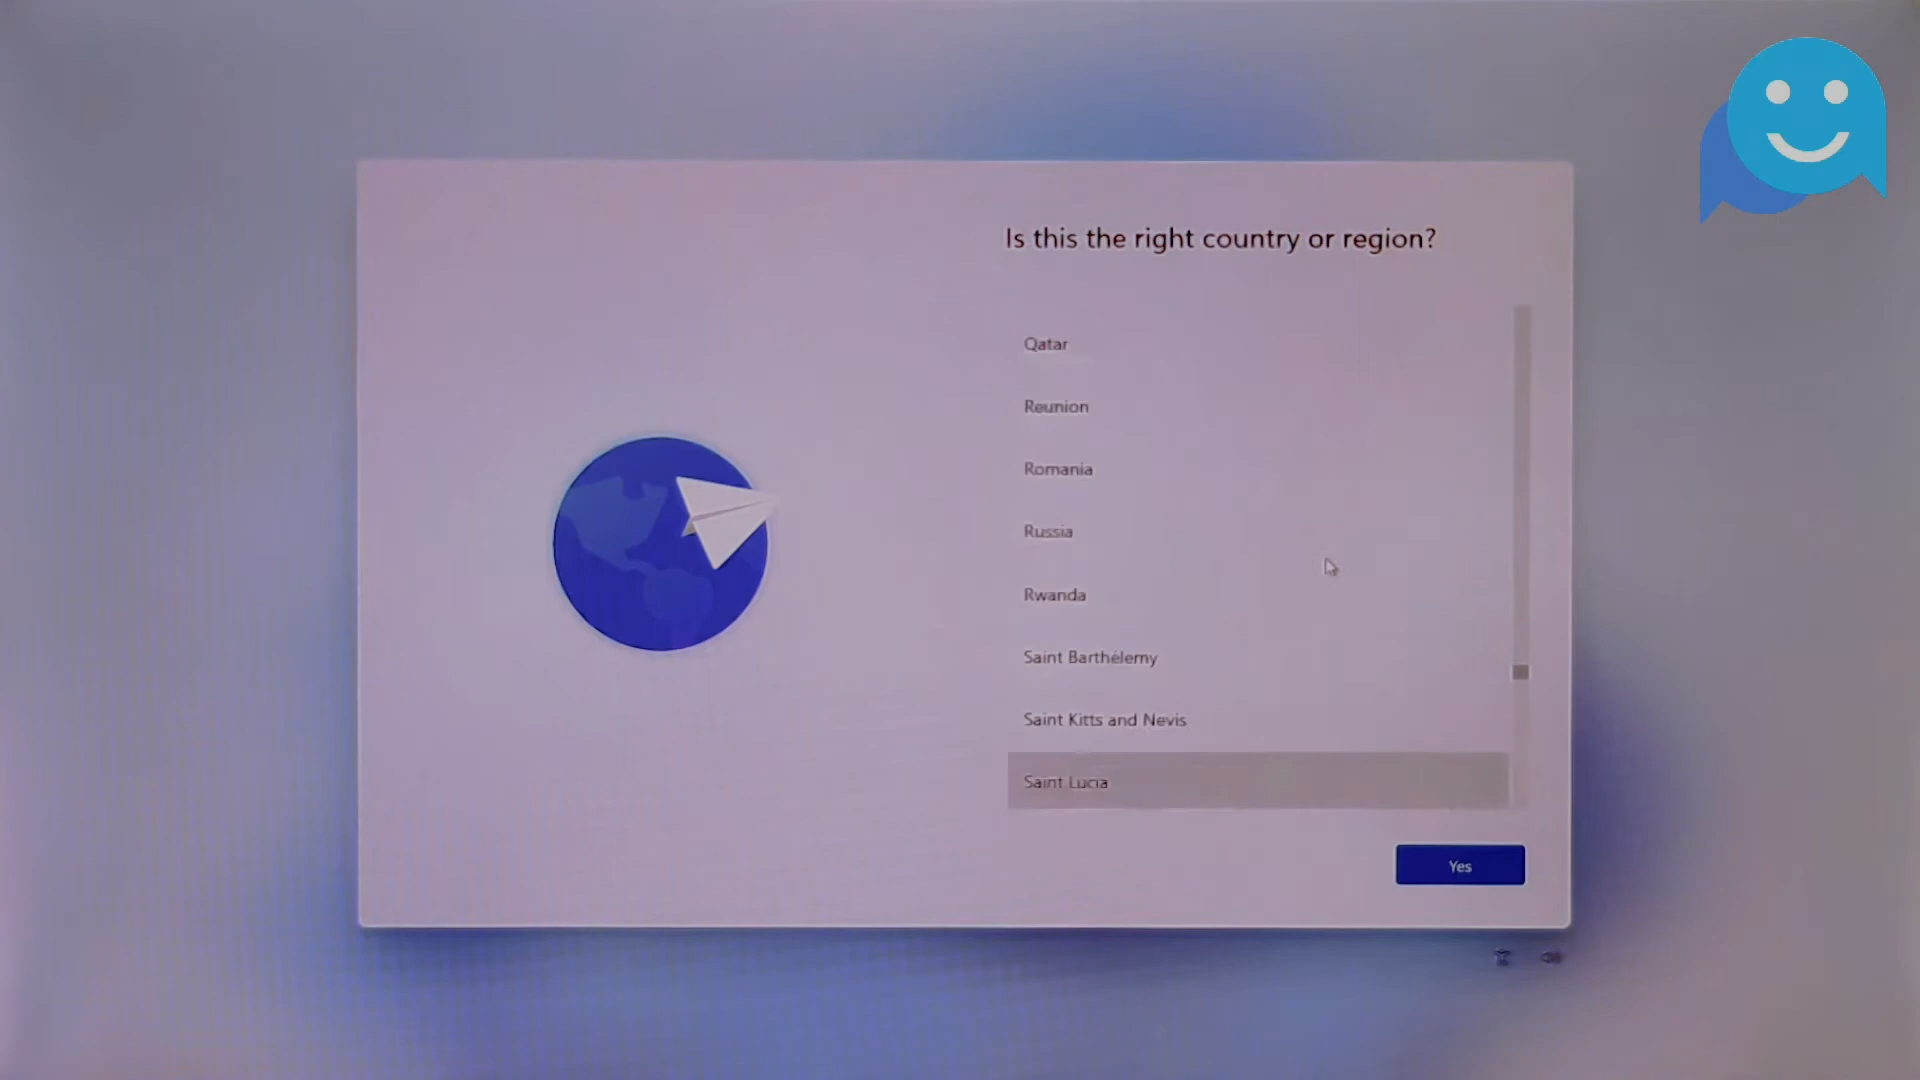 Is this the right country or region?
Qatar
Reunion
Romania
Russia
Rwanda
Saint Barthélemy
Saint Kitts and Nevis
Saint Lucia
Yes